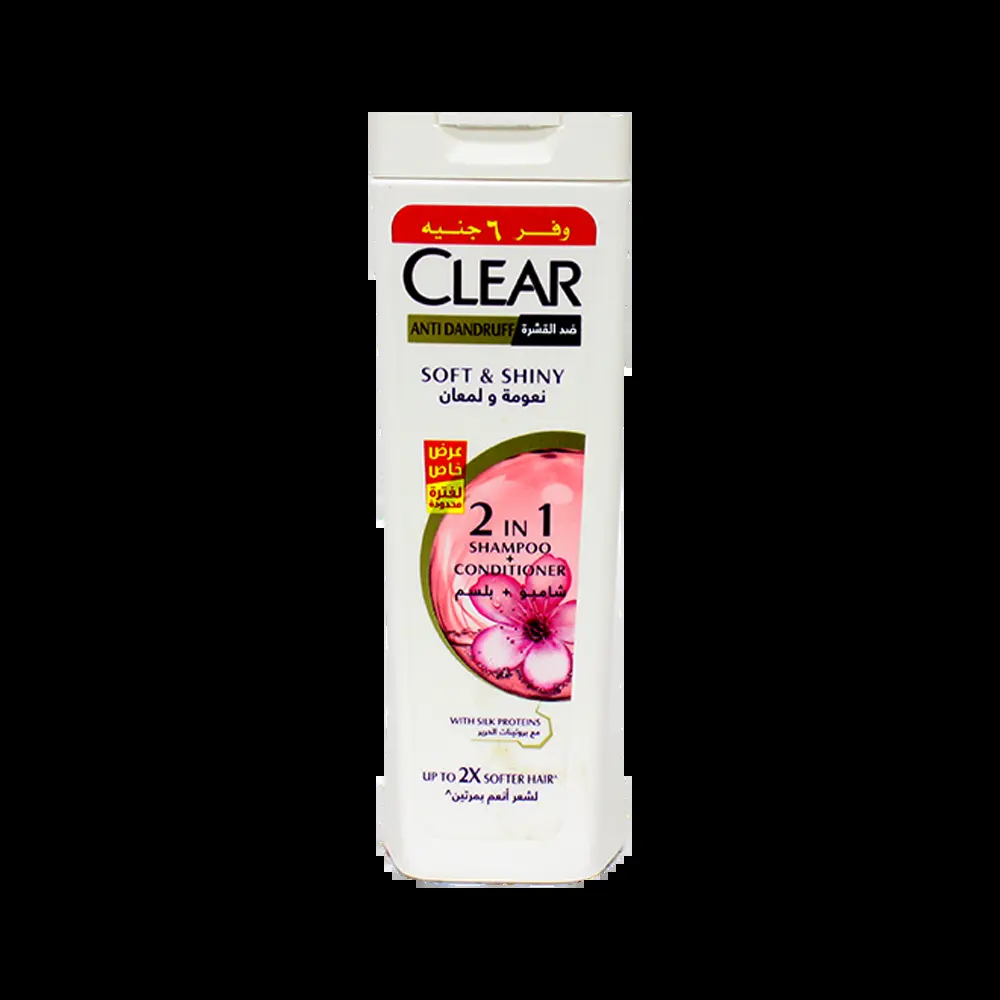 وفر ٦ جنيه
CLEAR
ANTI DANDRUFF ضد القشرة
SOFT & SHINY
نعومة و لمعان
عرض
خاص
لفترة
محدودة
2 IN 1
SHAMPOO
+
CONDITIONER
شامبو + بلسم
WITH SILK PROTEINS
مع بروتينات الحرير
UP TO 2X SOFTER HAIR^
لشعر أنعم بمرتين^